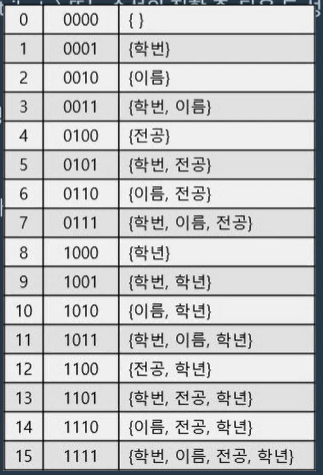 0 0000 { }
1 0001 {학번}
2 0010 {이름}
3 0011 {학번, 이름}
4 0100 {전공}
5 0101 {학번, 전공}
6 0110 {이름, 전공}
7 0111 {학번, 이름, 전공}
8 1000 {학년}
9 1001 {학번, 학년}
10 1010 {이름, 학년}
11 1011 {학번, 이름, 학년}
12 1100 {전공, 학년}
13 1101 {학번, 전공, 학년}
14 1110 {이름, 전공, 학년}
15 1111 {학번, 이름, 전공, 학년}